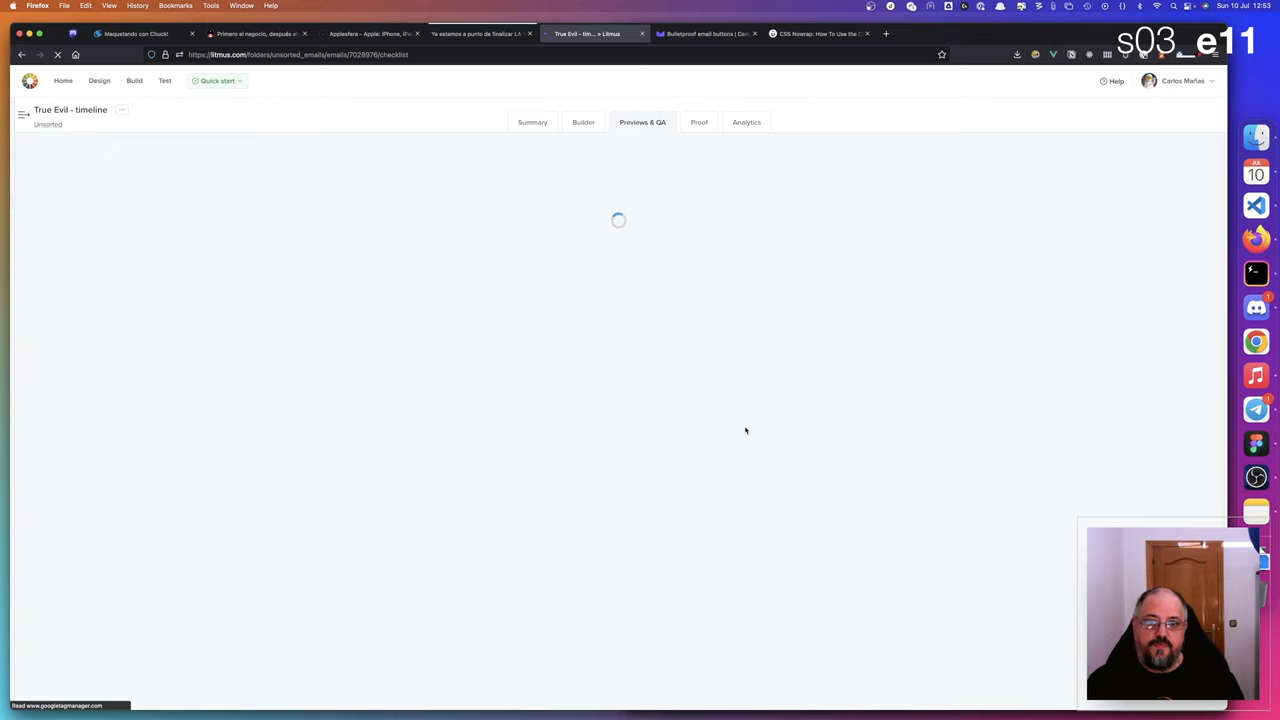 Firefox File Edit View History Bookmarks Tools Window Help
Sun 10 Jul 12:53
s03_e11
Maquetando con Chuck!
Primero el negocio, después
Applesfera - Apple: iPhone,
Ya estamos a punto de finalizar LA
True Evil - tim... > Litmus
Bulletproof email buttons |
CSS Nowrap: How To Use the
https://litmus.com/folders/unsorted_emails/emails/7028976/checklist
Home Design Build Test Quick start
Help Carlos Mañas
True Evil - timeline
Unsorted
Summary Builder Previews & QA Proof Analytics
JUL
10
1
1
Read www.googletagmanager.com